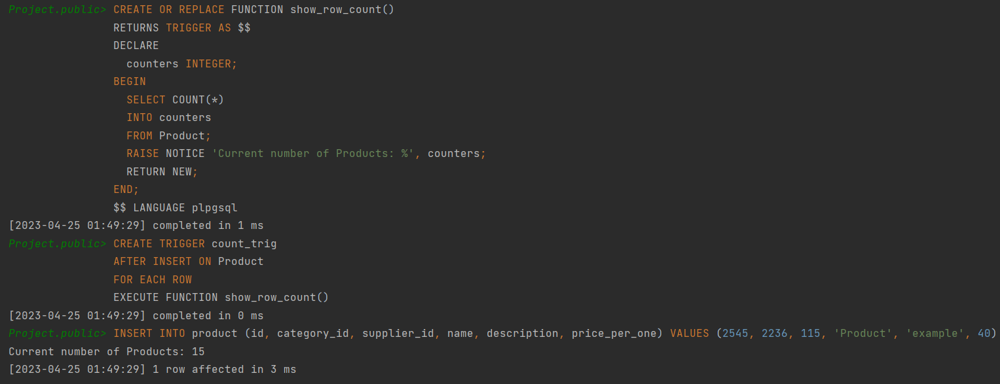 Project.public> CREATE OR REPLACE FUNCTION show_row_count()
RETURNS TRIGGER AS $$
DECLARE
counters INTEGER;
BEGIN
SELECT COUNT(*)
INTO counters
FROM Product;
RAISE NOTICE 'Current number of Products: %', counters;
RETURN NEW;
END;
$$ LANGUAGE plpgsql
[2023-04-25 01:49:29] completed in 1 ms
Project.public> CREATE TRIGGER count_trig
AFTER INSERT ON Product
FOR EACH ROW
EXECUTE FUNCTION show_row_count()
[2023-04-25 01:49:29] completed in 0 ms
Project.public> INSERT INTO product (id, category_id, supplier_id, name, description, price_per_one) VALUES (2545, 2236, 115, 'Product', 'example', 40)
Current number of Products: 15
[2023-04-25 01:49:29] 1 row affected in 3 ms